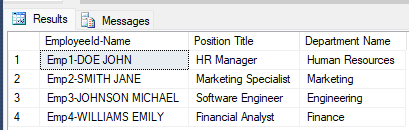 Results Messages
EmployeeId-Name Position Title Department Name
1 Emp1-DOE JOHN HR Manager Human Resources
2 Emp2-SMITH JANE Marketing Specialist Marketing
3 Emp3-JOHNSON MICHAEL Software Engineer Engineering
4 Emp4-WILLIAMS EMILY Financial Analyst Finance